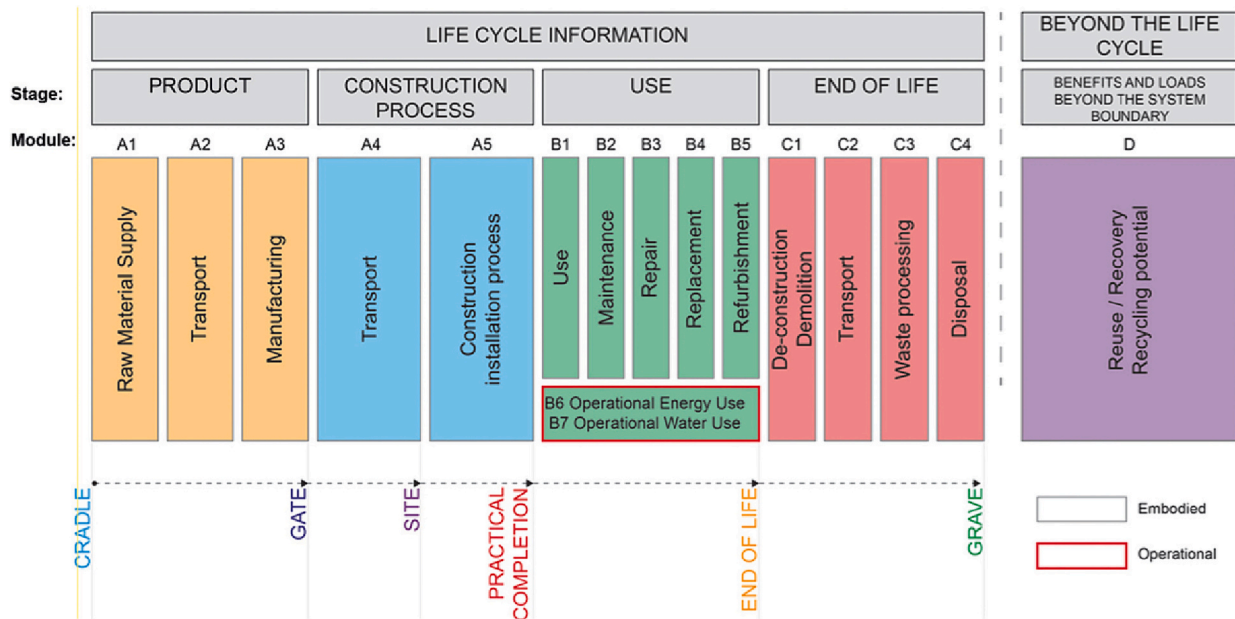 LIFE CYCLE INFORMATION
BEYOND THE LIFE
CYCLE
Stage:
PRODUCT
CONSTRUCTION
PROCESS
USE
END OF LIFE
BENEFITS AND LOADS
BEYOND THE SYSTEM
BOUNDARY
Module:
A1
A2
A3
A4
A5
B1
B2
B3
B4
B5
C1
C2
C3
C4
D
Raw Material Supply
Transport
Manufacturing
Transport
Construction
installation process
Use
Maintenance
Repair
Replacement
Refurbishment
De-construction
Demolition
Transport
Waste processing
Disposal
Reuse / Recovery
Recycling potential
B6 Operational Energy Use
B7 Operational Water Use
CRADLE
GATE
SITE
PRACTICAL
COMPLETION
END OF LIFE
GRAVE
Embodied
Operational